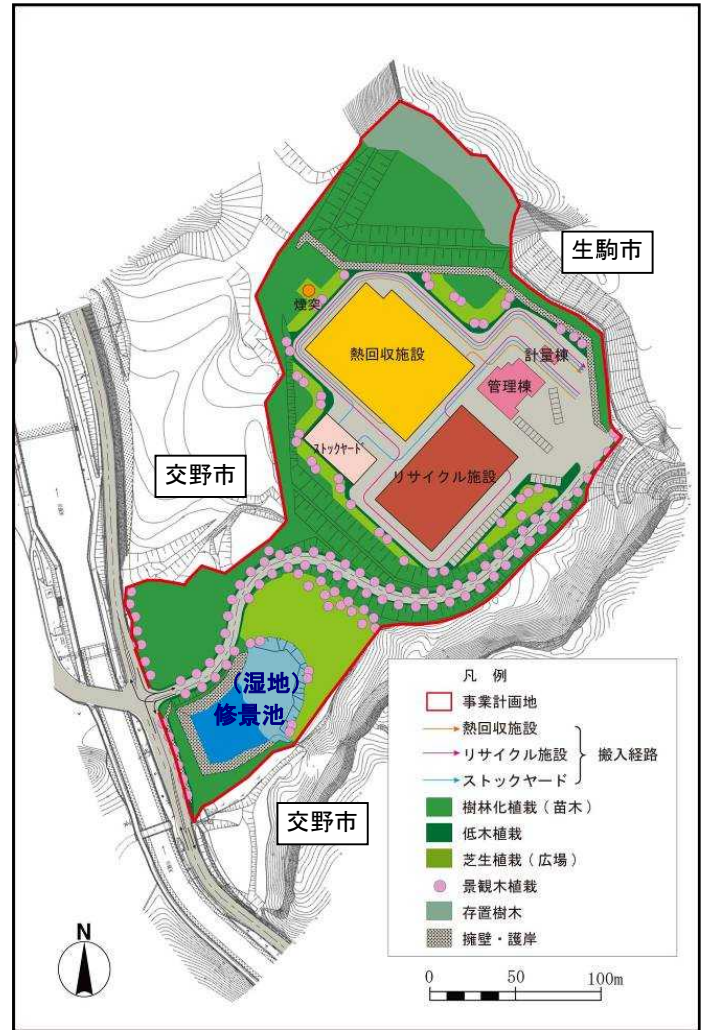 生駒市
煙突
熱回収施設
計量棟
管理棟
ストックヤード
交野市
リサイクル施設
(湿地)
修景池
交野市
凡 例
事業計画地
熱回収施設
リサイクル施設
ストックヤード
搬入経路
樹林化植栽(苗木)
低木植栽
芝生植栽(広場)
景観木植栽
存置樹木
擁壁・護岸
N
0 50 100m